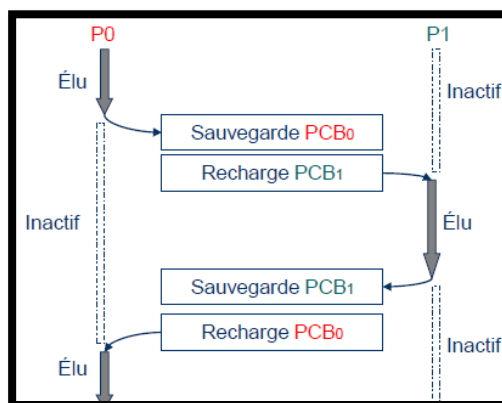 P0 P1
Élu
Inactif
Sauvegarde PCB0
Recharge PCB1
Inactif
Élu
Sauvegarde PCB1
Recharge PCB0
Inactif
Élu